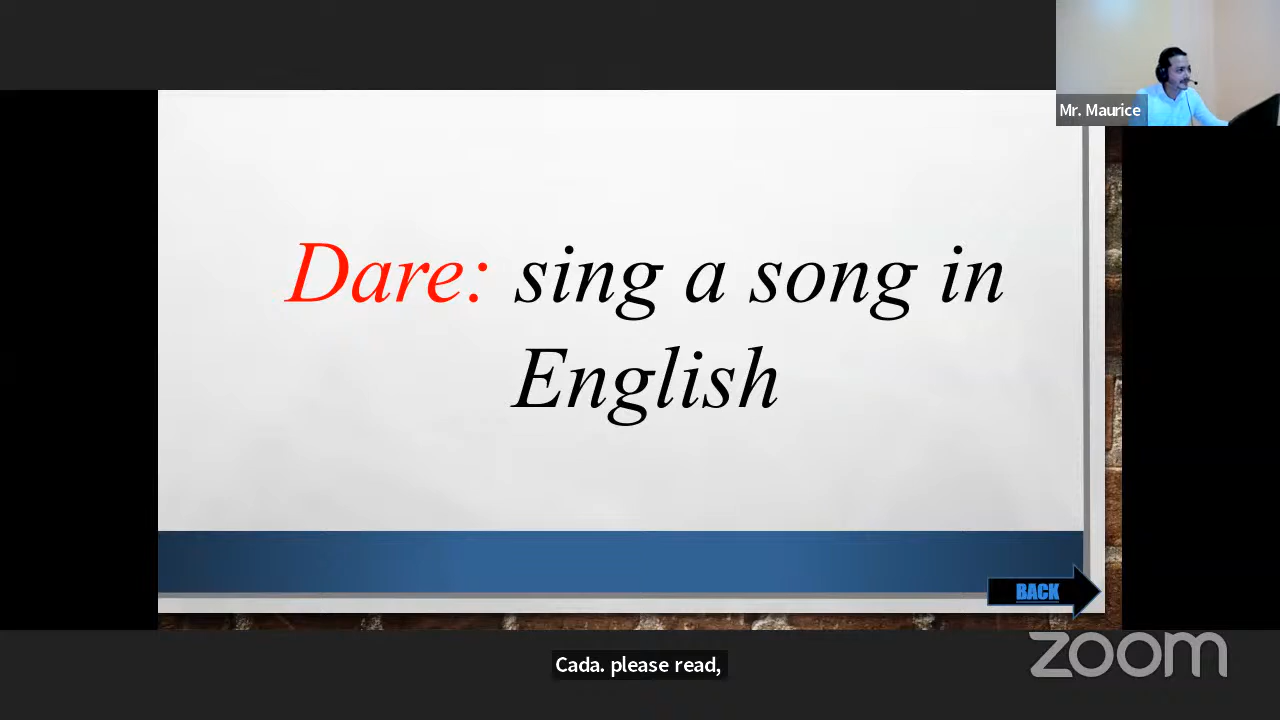 Mr. Maurice
Dare: sing a song in
English
BACK
Cada. please read,
zoom